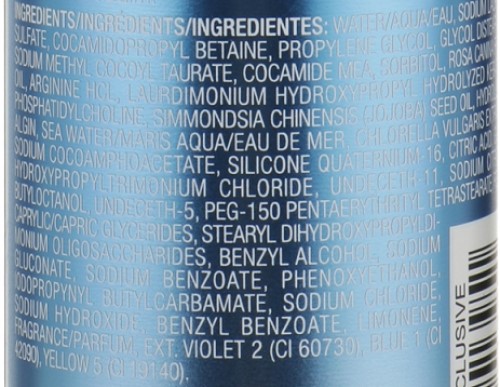 INGREDIENTS/INGRÉDIENTS/INGREDIENTES: WATER/AQUA/EAU, SODIUM
SULFATE, COCAMIDOPROPYL BETAINE, PROPYLENE GLYCOL, GLYCOL
SODIUM METHYL COCOYL TAURATE, COCAMIDE MEA, SORBITOL, ROSA
OIL, ARGININE HCL, LAURDIMONIUM HYDROXYPROPYL HYDROLYZED
PHOSPHATIDYLCHOLINE, SIMMONDSIA CHINENSIS (JOJOBA) SEED OIL,
ALGIN, SEA WATER/MARIS AQUA/EAU DE MER, CHLORELLA VULGARIS
SODIUM COCOAMPHOACETATE, SILICONE QUATERNIUM-16, CITRIC
HYDROXYPROPYLTRIMONIUM CHLORIDE, UNDECETH-11, SODIUM
BUTYLOCTANOL, UNDECETH-5, PEG-150 PENTAERYTHRITYL TETRASTEARATE,
CAPRYLIC/CAPRIC GLYCERIDES, STEARYL DIHYDROXYPROPYLDI-
MONIUM OLIGOSACCHARIDES, BENZYL ALCOHOL, SODIUM
GLUCONATE, SODIUM BENZOATE, PHENOXYETHANOL,
IODOPROPYNYL BUTYLCARBAMATE, SODIUM CHLORIDE,
SODIUM HYDROXIDE, BENZYL BENZOATE, LIMONENE,
FRAGRANCE/PARFUM, EXT. VIOLET 2 (CI 60730), BLUE 1 (CI
42090), YELLOW 5 (CI 19140).